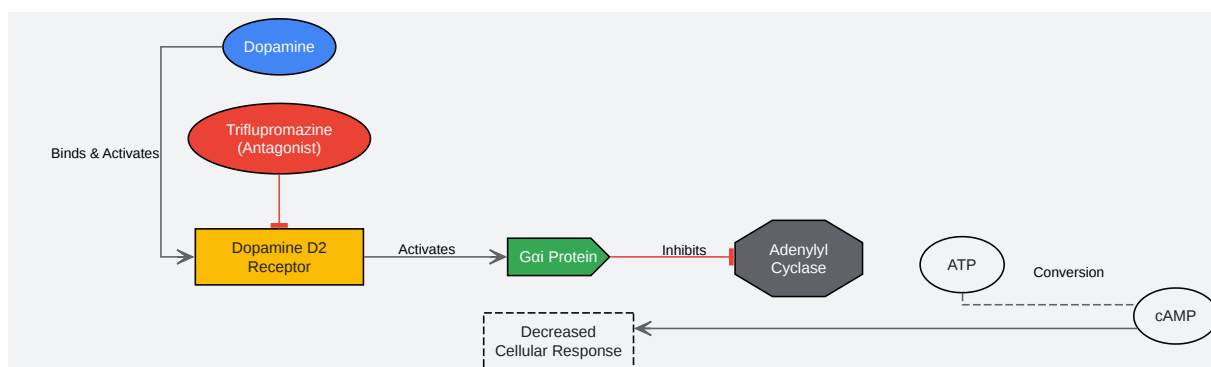 Dopamine
Triflupromazine
(Antagonist)
Binds & Activates
Dopamine D2
Receptor
Activates
Gαi Protein
Inhibits
Adenylyl
Cyclase
ATP
Conversion
cAMP
Decreased
Cellular Response